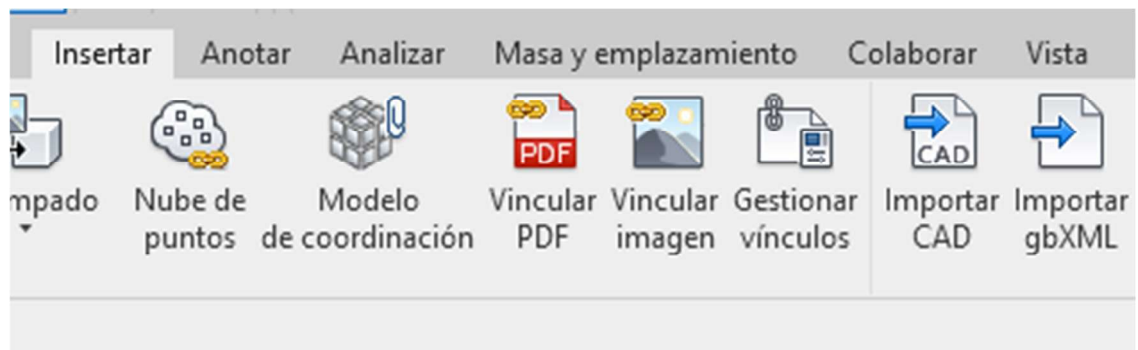 Insertar Anotar Analizar Masa y emplazamiento Colaborar Vista
PDF CAD
mpado Nube de Modelo Vincular Vincular Gestionar Importar Importar
puntos de coordinación PDF imagen vínculos CAD gbXML